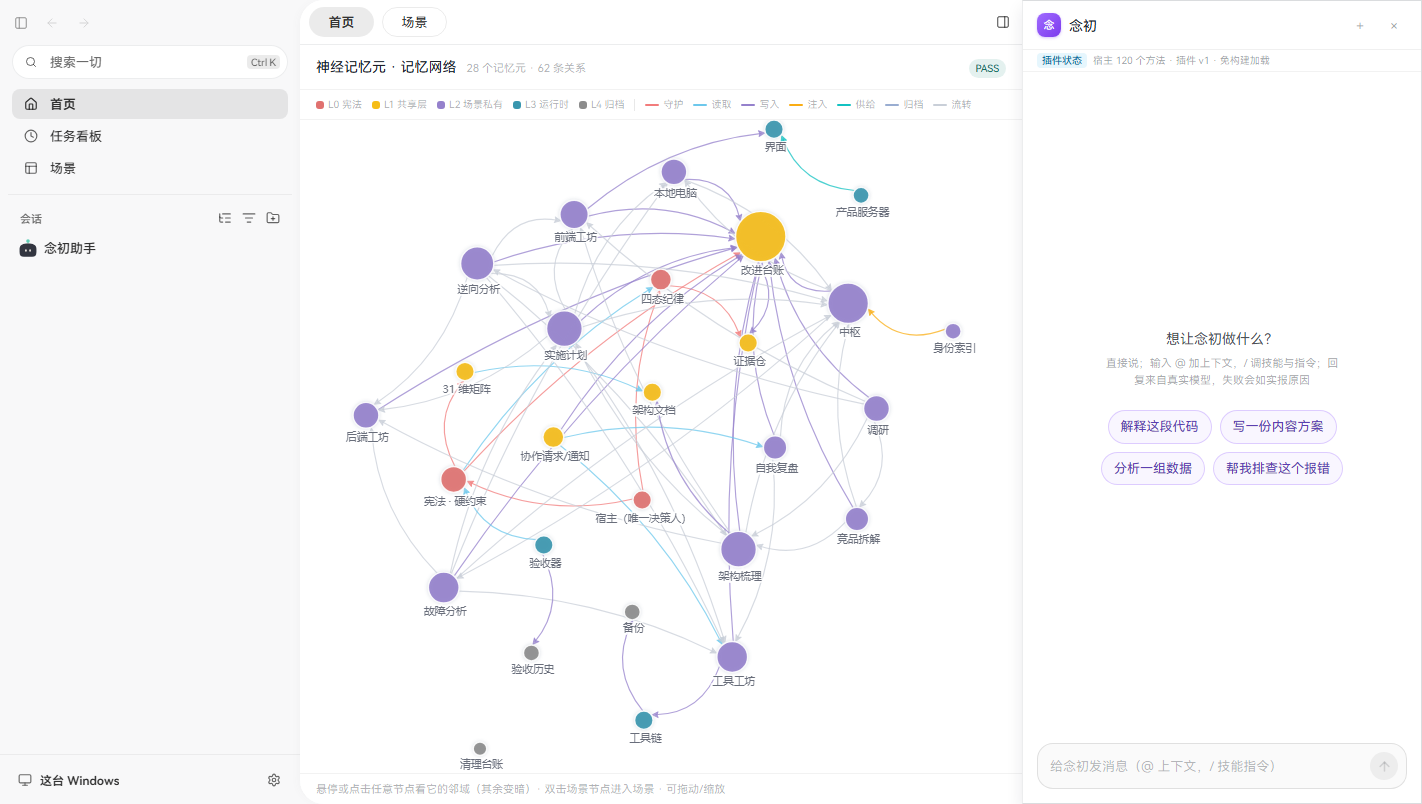 搜索一切
Ctrl K
首页
任务看板
场景
会话
念初助手
这台 Windows
首页
场景
神经记忆元 · 记忆网络
28 个记忆元 · 62 条关系
PASS
L0 宪法
L1 共享层
L2 场景私有
L3 运行时
L4 归档
守护
读取
写入
注入
供给
归档
流转
界面
本地电脑
产品服务器
前端工坊
改进台账
逆向分析
四态纪律
中枢
身份索引
实施计划
证据仓
31 维矩阵
架构文档
后端工坊
调研
协作请求/通知
自我复盘
宪法 · 硬约束
宿主（唯一决策人）
竞品拆解
验收器
架构梳理
故障分析
备份
验收历史
工具工坊
工具链
清理台账
悬停或点击任意节点看它的邻域（其余变暗）· 双击场景节点进入场景 · 可拖动/缩放
念
念初
插件状态
宿主 120 个方法 · 插件 v1 · 免构建加载
想让念初做什么？
直接说；输入 @ 加上下文，/ 调技能与指令；回
复来自真实模型，失败会如实报原因
解释这段代码
写一份内容方案
分析一组数据
帮我排查这个报错
给念初发消息（@ 上下文，/ 技能指令）